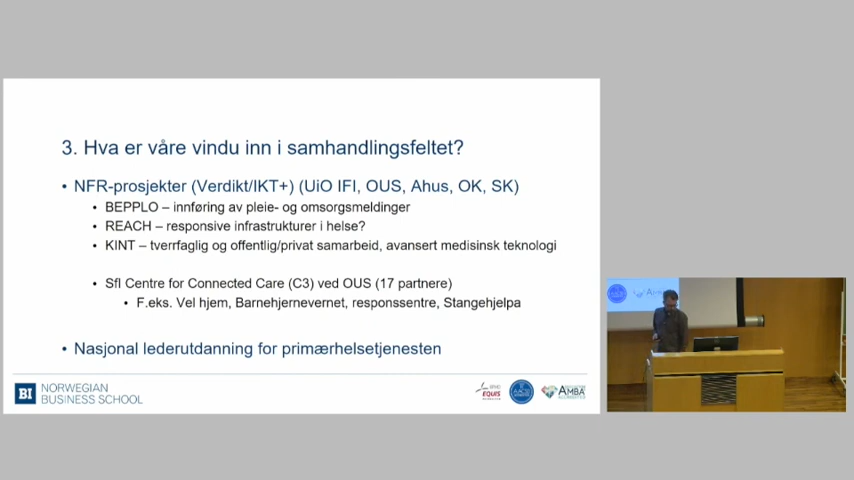 3. Hva er våre vindu inn i samhandlingsfeltet?
• NFR-prosjekter (Verdikt/IKT+) (UiO IFI, OUS, Ahus, OK, SK)
• BEPPLO – innføring av pleie- og omsorgsmeldinger
• REACH – responsive infrastrukturer i helse?
• KINT – tverrfaglig og offentlig/privat samarbeid, avansert medisinsk teknologi
• SfI Centre for Connected Care (C3) ved OUS (17 partnere)
• F.eks. Vel hjem, Barnehjernevernet, responssentre, Stangehjelpa
• Nasjonal lederutdanning for primærhelsetjenesten
BI NORWEGIAN
BUSINESS SCHOOL
EQUIS
AMBA